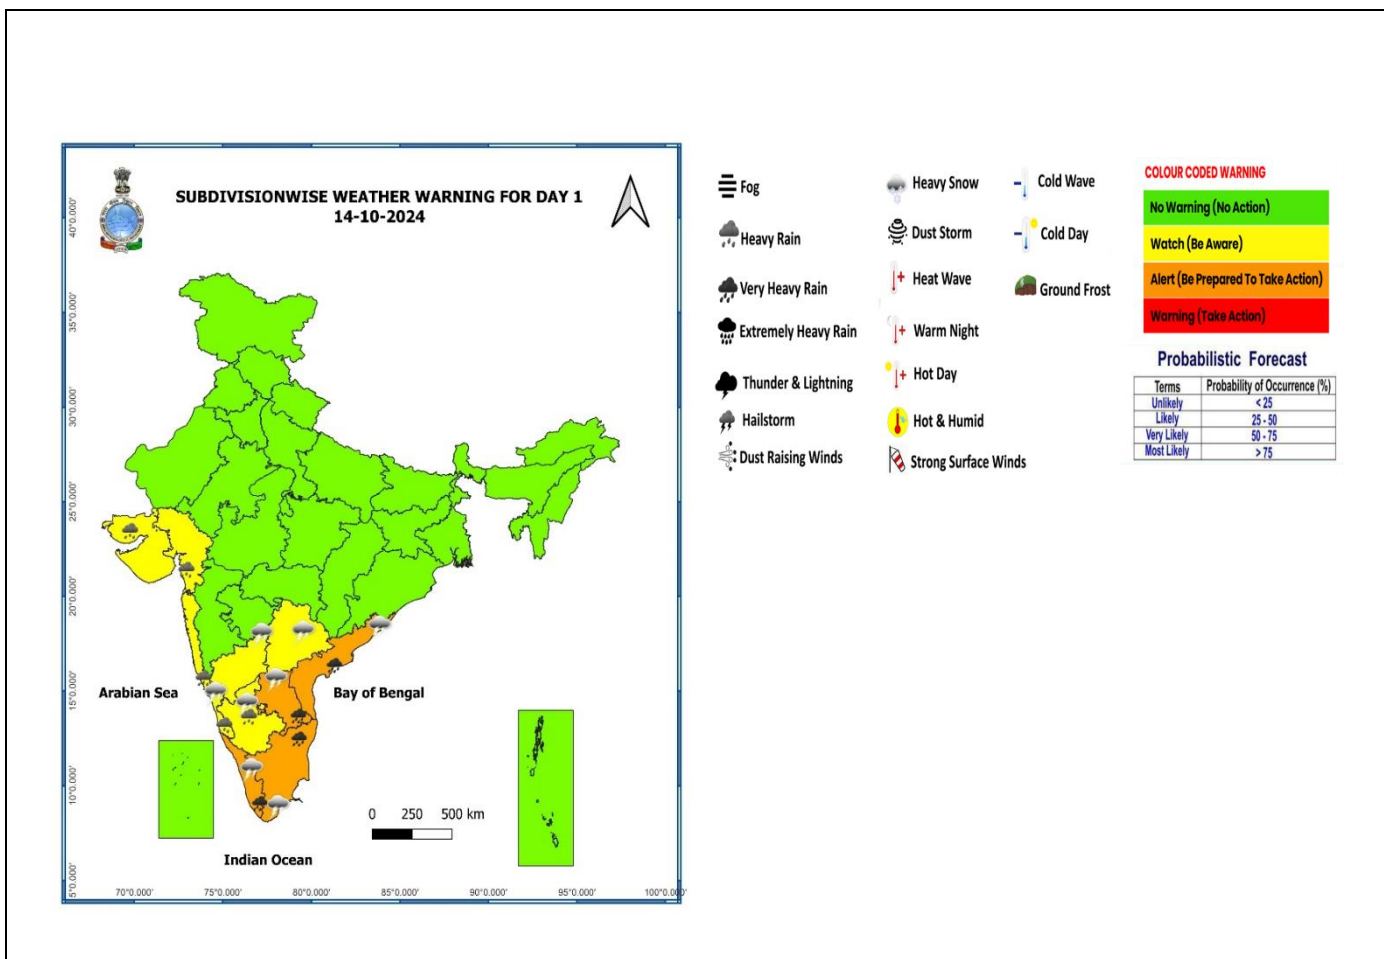 SUBDIVISIONWISE WEATHER WARNING FOR DAY 1
14-10-2024
40°0.000'
35°0.000'
30°0.000'
25°0.000'
20°0.000'
15°0.000'
10°0.000'
5°0.000'
Arabian Sea
Bay of Bengal
0 250 500 km
Indian Ocean
70°0.000' 75°0.000' 80°0.000' 85°0.000' 90°0.000' 95°0.000' 100°0.000'
Fog
Heavy Rain
Very Heavy Rain
Extremely Heavy Rain
Thunder & Lightning
Hailstorm
Dust Raising Winds
Heavy Snow
Dust Storm
Heat Wave
Warm Night
Hot Day
Hot & Humid
Strong Surface Winds
Cold Wave
Cold Day
Ground Frost
COLOUR CODED WARNING
No Warning (No Action)
Watch (Be Aware)
Alert (Be Prepared To Take Action)
Warning (Take Action)
Probabilistic Forecast
Terms Probability of Occurrence (%)
Unlikely < 25
Likely 25 - 50
Very Likely 50 - 75
Most Likely > 75